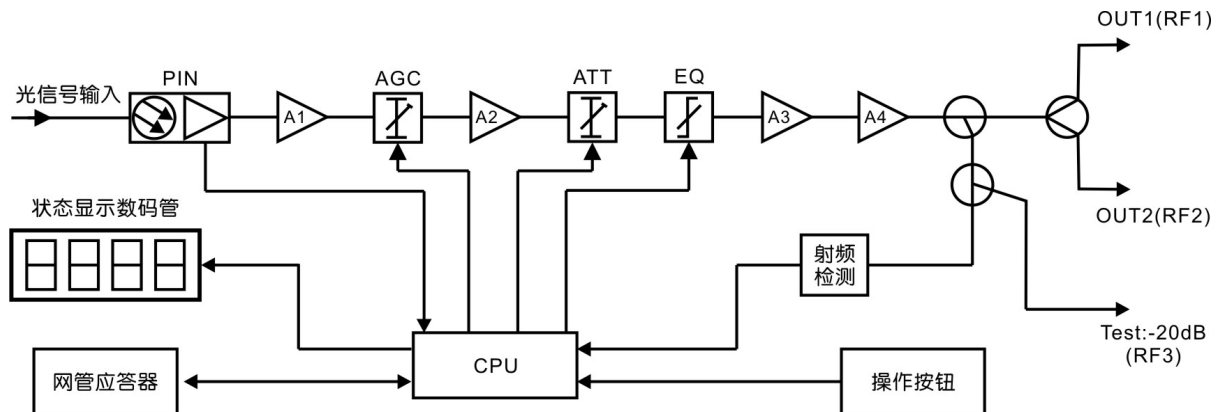 OUT1(RF1)
PIN
AGC
ATT
EQ
光信号输入
A1
A2
A3
A4
状态显示数码管
OUT2(RF2)
射频
检测
Test:-20dB
(RF3)
CPU
网管应答器
操作按钮